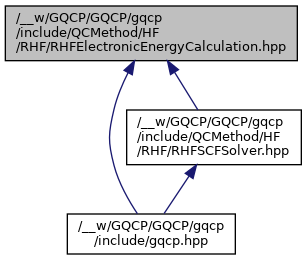 /__w/GQCP/GQCP/gqcp
/include/QCMethod/HF
/RHF/RHFElectronicEnergyCalculation.hpp
/__w/GQCP/GQCP/gqcp
/include/QCMethod/HF
/RHF/RHFSCFSolver.hpp
/__w/GQCP/GQCP/gqcp
/include/gqcp.hpp